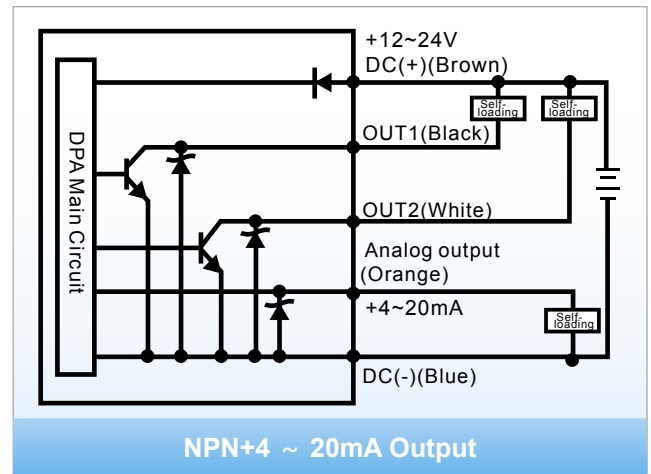 +12~24V
DC(+)(Brown)
Self-
loading
Self-
loading
OUT1(Black)
DPA Main Circuit
OUT2(White)
Analog output
(Orange)
+4~20mA
Self-
loading
DC(-)(Blue)
NPN+4 ~ 20mA Output